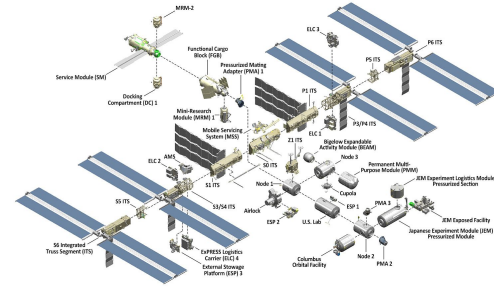 MRM-2
Service Module (SM)
Docking
Compartment (DC) 1
Functional Cargo
Block (FGB)
Pressurized Mating
Adapter (PMA) 1
Mini-Research
Module (MRM) 1
Mobile Servicing
System (MSS)
ELC 3
P6 ITS
P5 ITS
P1 ITS
P3/P4 ITS
ELC 1
Z1 ITS
S0 ITS
Bigelow Expandable
Activity Module (BEAM)
Node 3
Permanent Multi-
Purpose Module (PMM)
Cupola
JEM Experiment Logistics Module
Pressurized Section
PMA 3
ESP 1
JEM Exposed Facility
Japanese Experiment Module (JEM)
Pressurized Module
Node 1
Airlock
ESP 2
U.S. Lab
Node 2
PMA 2
Columbus
Orbital Facility
AMS
ELC 2
S1 ITS
S3/S4 ITS
S5 ITS
S6 Integrated
Truss Segment (ITS)
ExPRESS Logistics
Carrier (ELC) 4
External Stowage
Platform (ESP) 3